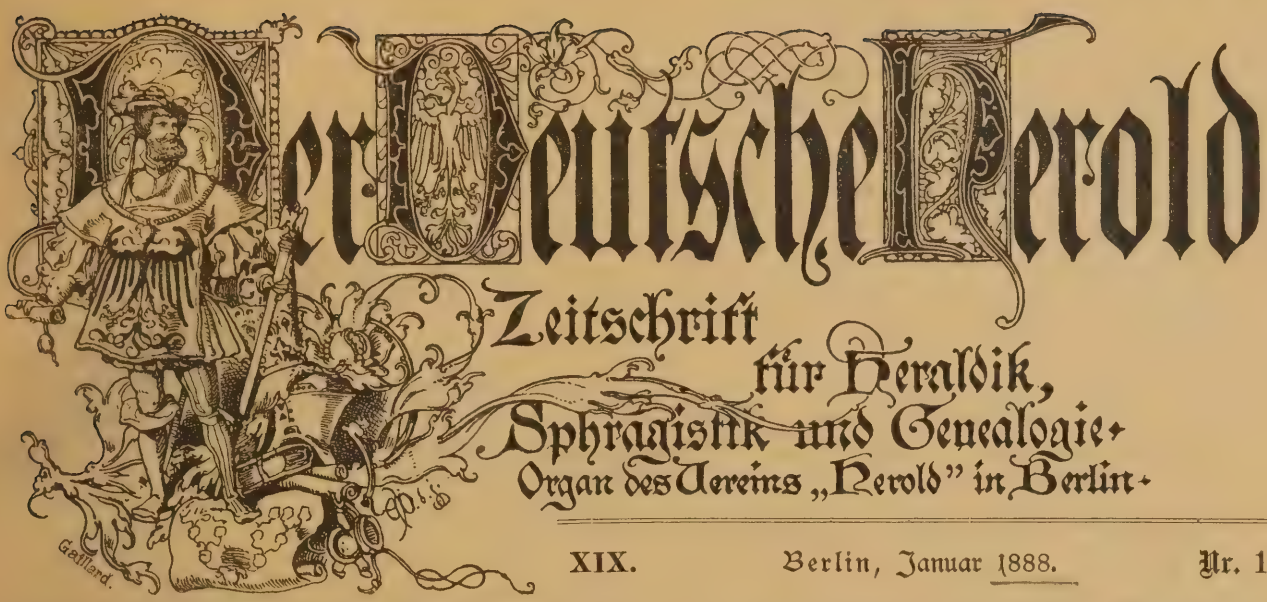 Der Deutsche Herold
Zeitschrift
für Heraldik,
Sphragistik und Genealogie.
Organ des Vereins „Herold" in Berlin.
Gaillard.
XIX. Berlin, Januar 1888. Nr. 1